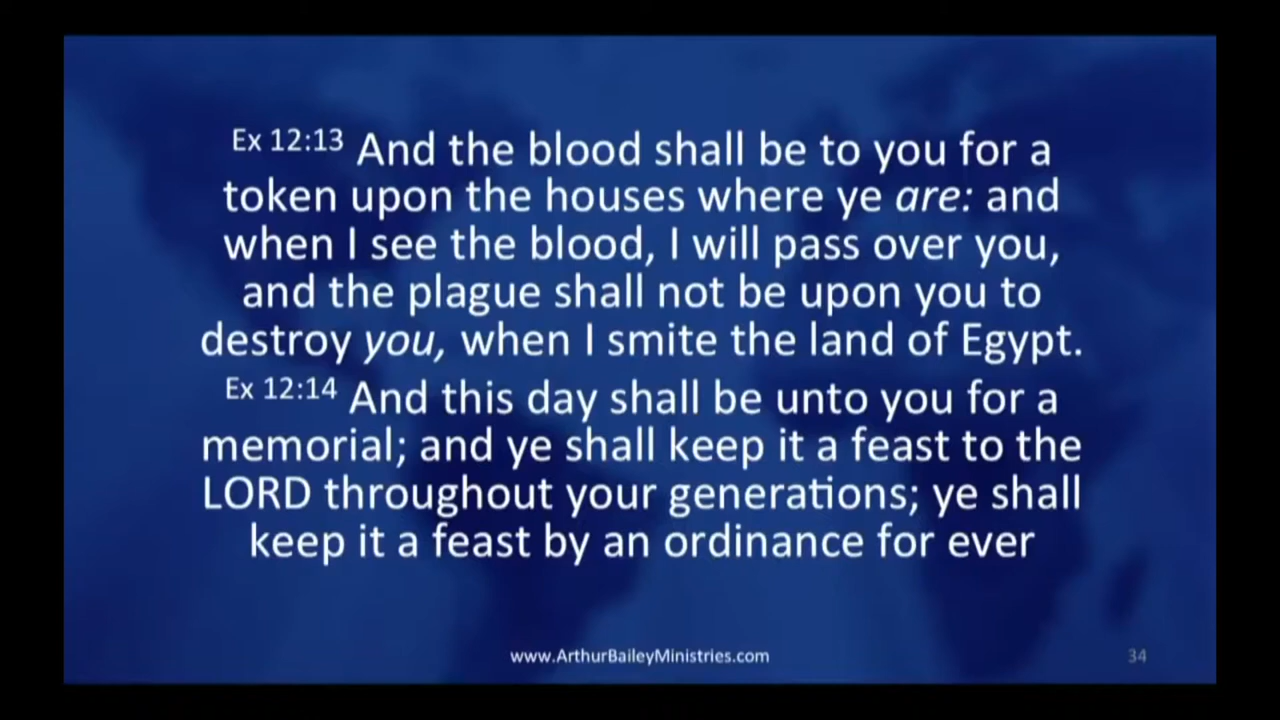 Ex 12:13 And the blood shall be to you for a
token upon the houses where ye are: and
when I see the blood, I will pass over you,
and the plague shall not be upon you to
destroy you, when I smite the land of Egypt.
Ex 12:14 And this day shall be unto you for a
memorial; and ye shall keep it a feast to the
LORD throughout your generations; ye shall
keep it a feast by an ordinance for ever
www.ArthurBaileyMinistries.com
34